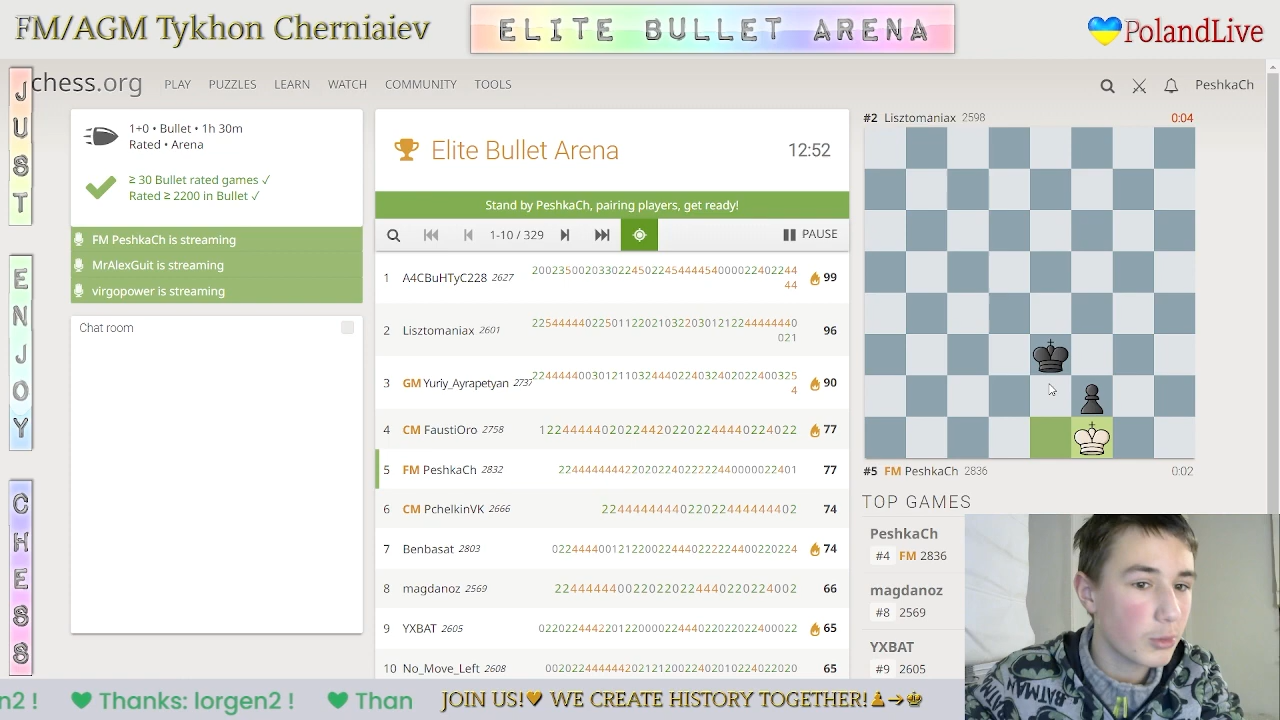 FM/AGM Tykhon Cherniaiev
ELITE BULLET ARENA
PolandLive
JUST
ENJOY
CHESS
chess.org
PLAY PUZZLES LEARN WATCH COMMUNITY TOOLS
PeshkaCh
1+0 • Bullet • 1h 30m
Rated • Arena
≥ 30 Bullet rated games ✓
Rated ≥ 2200 in Bullet ✓
FM PeshkaCh is streaming
MrAlexGuit is streaming
virgopower is streaming
Chat room
Elite Bullet Arena 12:52
Stand by PeshkaCh, pairing players, get ready!
1-10 / 329 PAUSE
1 A4CBuHTyC228 2627 99
2 Lisztomaniax 2601 96
3 GM Yuriy_Ayrapetyan 2737 90
4 CM FaustiOro 2758 77
5 FM PeshkaCh 2832 77
6 CM PchelkinVK 2666 74
7 Benbasat 2803 74
8 magdanoz 2569 66
9 YXBAT 2605 65
10 No_Move_Left 2608 65
#2 Lisztomaniax 2598 0:04
#5 FM PeshkaCh 2836 0:02
TOP GAMES
PeshkaCh
#4 FM 2836
magdanoz
#8 2569
YXBAT
#9 2605
n2 ! Thanks: lorgen2 ! Than
JOIN US! WE CREATE HISTORY TOGETHER!
BATMAN